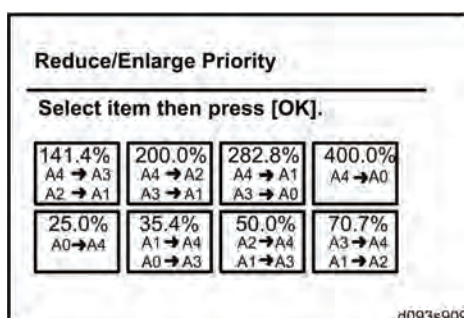 Reduce/Enlarge Priority
Select item then press [OK].
141.4% 200.0% 282.8% 400.0%
A4 ➔ A3 A4 ➔ A2 A4 ➔ A1 A4 ➔A0
A2 ➔ A1 A3 ➔ A1 A3 ➔ A0
25.0% 35.4% 50.0% 70.7%
A0➔A4 A1➔A4 A2➔A4 A3➔A4
A0➔A3 A1➔A3 A1➔A2
d093s909